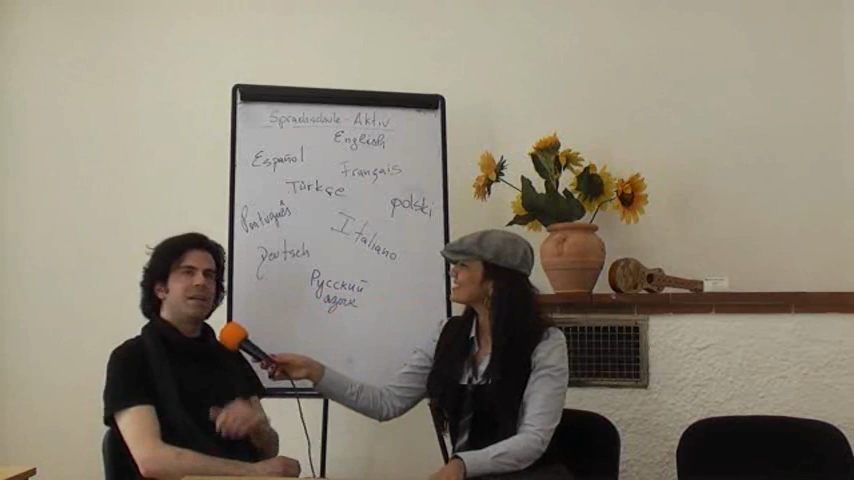 Sprachschule-Aktiv
English
Español
Français
Türkçe
polski
Português
Italiano
Deutsch
Русский
язык